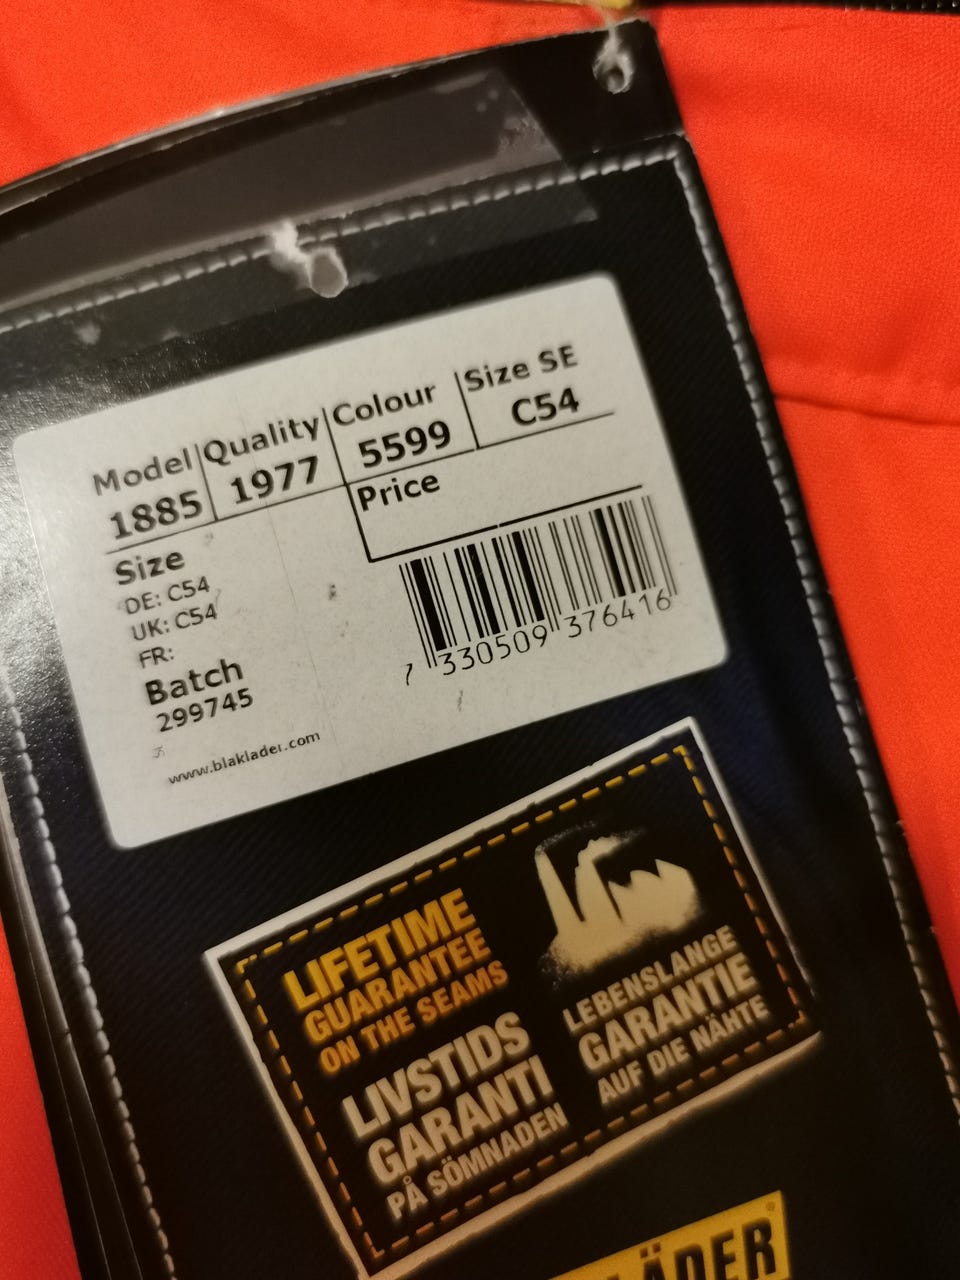 Model Quality Colour Size SE
1885 1977 5599 C54
Price
Size
DE: C54
UK: C54
FR:
Batch
299745
7 330509 376416
www.blaklader.com
LIFETIME
GUARANTEE
ON THE SEAMS
LIVSTIDS
GARANTI
PÅ SÖMNADEN
LEBENSLANGE
GARANTIE
AUF DIE NÄHTE
LÄDER®